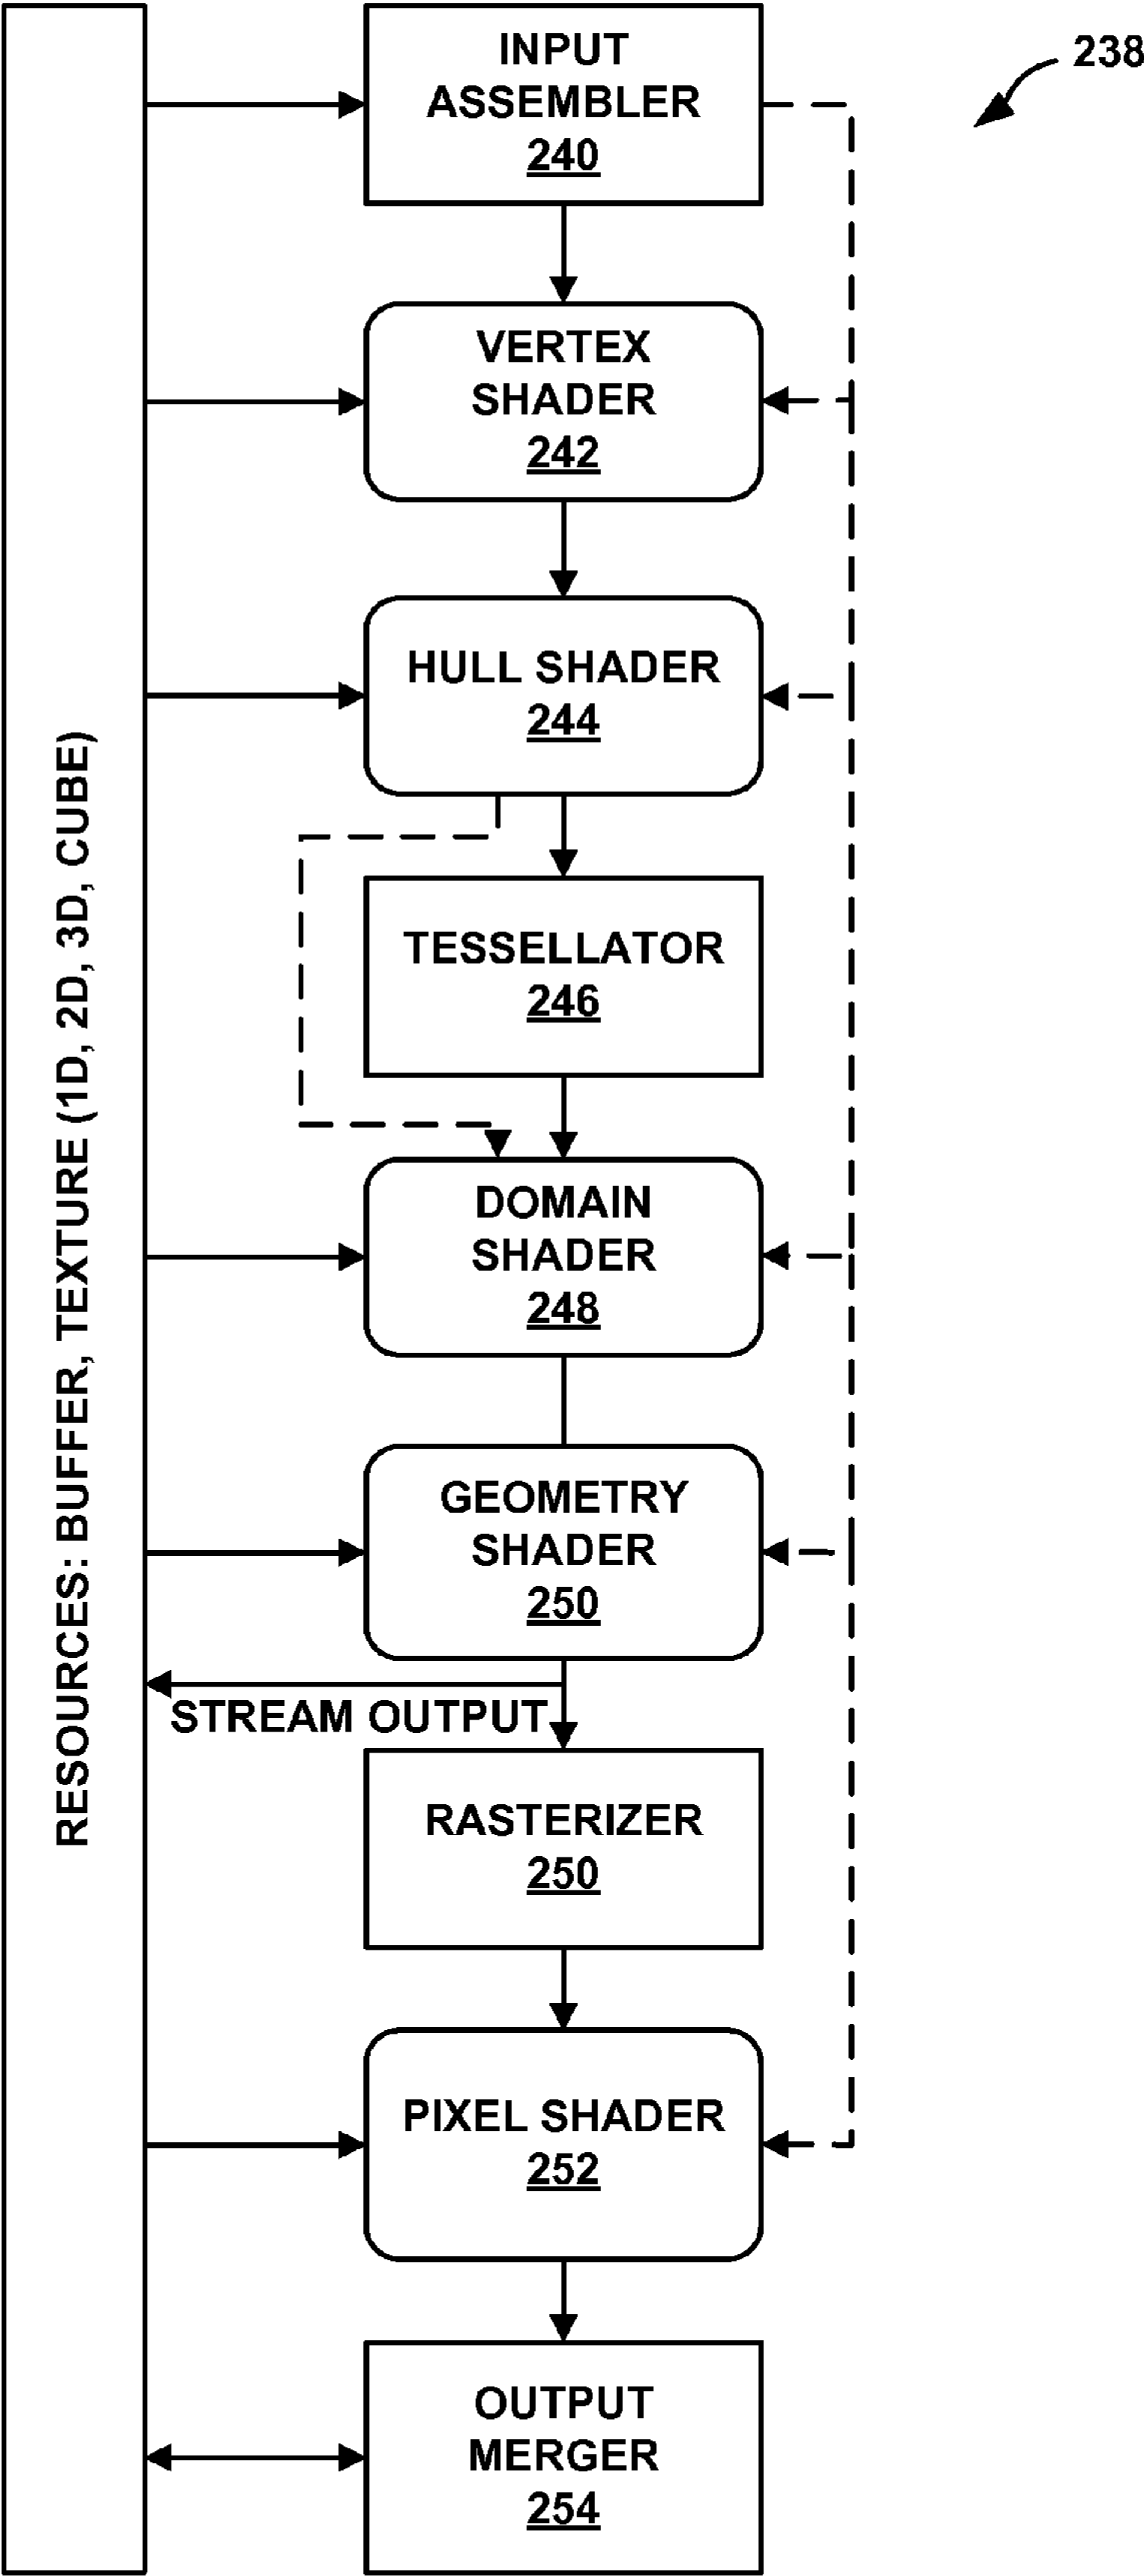 238
INPUT
ASSEMBLER
240
VERTEX
SHADER
242
HULL SHADER
244
TESSELLATOR
246
DOMAIN
SHADER
248
GEOMETRY
SHADER
250
STREAM OUTPUT
RASTERIZER
250
PIXEL SHADER
252
OUTPUT
MERGER
254
RESOURCES: BUFFER, TEXTURE (1D, 2D, 3D, CUBE)